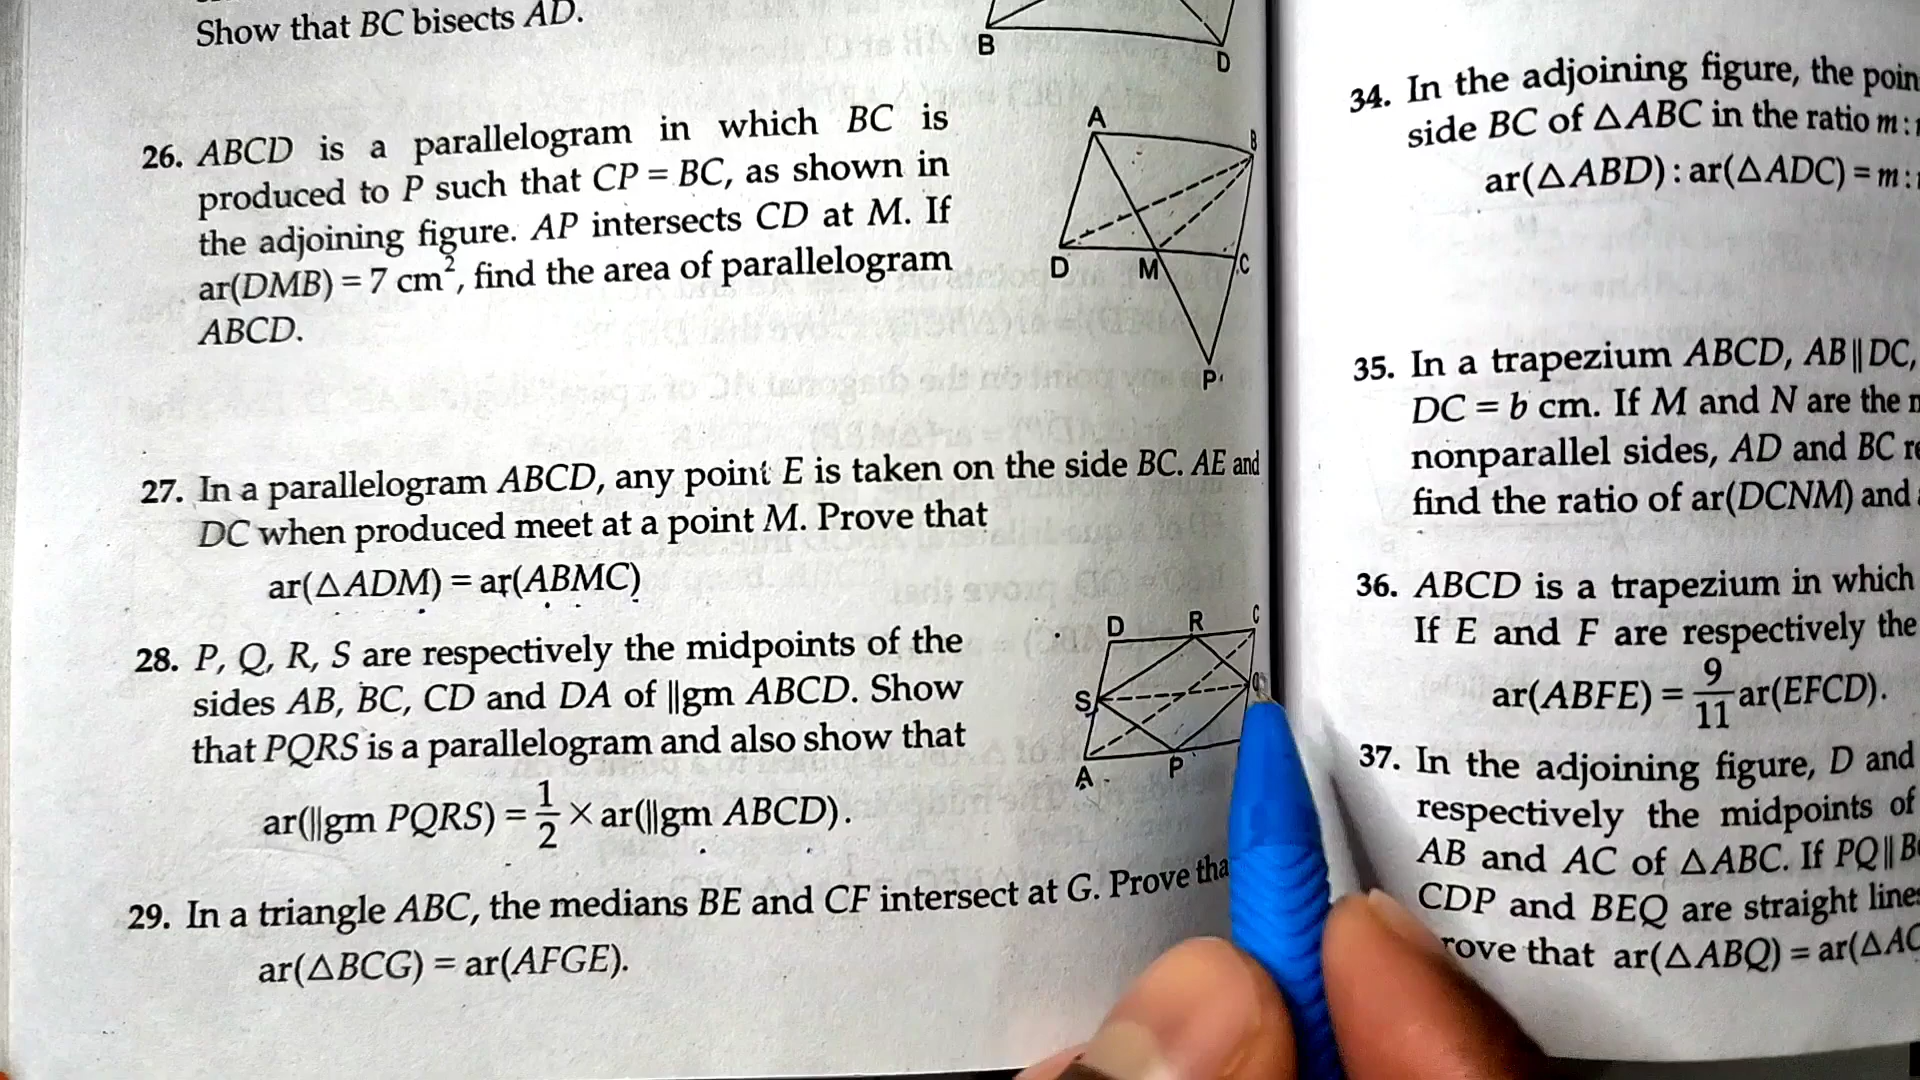 Show that BC bisects AD.
B
D
26. ABCD is a parallelogram in which BC is
produced to P such that CP = BC, as shown in
the adjoining figure. AP intersects CD at M. If
ar(DMB) = 7 cm², find the area of parallelogram
ABCD.
A
B
D
M
C
P
27. In a parallelogram ABCD, any point E is taken on the side BC. AE and
DC when produced meet at a point M. Prove that
ar(△ADM) = ar(ABMC)
28. P, Q, R, S are respectively the midpoints of the
sides AB, BC, CD and DA of ||gm ABCD. Show
that PQRS is a parallelogram and also show that
ar(||gm PQRS) = 1/2 × ar(||gm ABCD).
D
R
C
S
A
P
29. In a triangle ABC, the medians BE and CF intersect at G. Prove
ar(△BCG) = ar(AFGE).
34. In the adjoining figure, the
side BC of △ABC in the ratio m :
ar(△ABD) : ar(△ADC) = m :
35. In a trapezium ABCD, AB || DC,
DC = b cm. If M and N are the
nonparallel sides, AD and BC
find the ratio of ar(DCNM) and
36. ABCD is a trapezium in which
If E and F are respectively the
ar(ABFE) = 9/11 ar(EFCD).
37. In the adjoining figure, D and
respectively the midpoints of
AB and AC of △ABC. If PQ ||
CDP and BEQ are straight
that ar(△ABQ) = ar(△